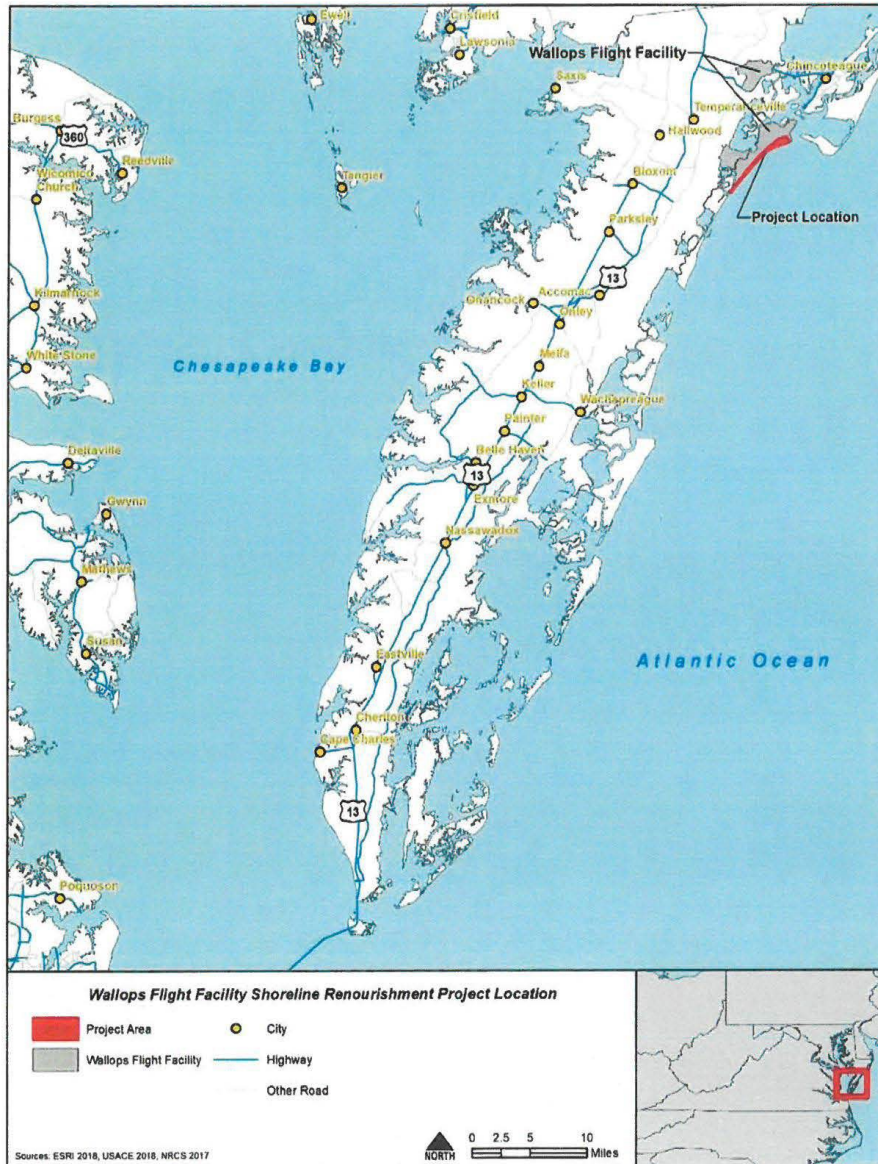 Ewell
Crisfield
Lawsonia
Wallops Flight Facility
Chincoteague
Saxis
Temperanceville
Burgess
360
Hallwood
Reedville
Wicomico
Church
Tangier
Bloxom
Project Location
Parksley
13
Accomac
Kilmarnock
Onancock
Onley
White Stone
Chesapeake Bay
Melfa
Keller
Wachapreague
Painter
Belle Haven
Deltaville
13
Exmore
Gwynn
Nassawadox
Mathews
Susan
Eastville
Atlantic Ocean
Cheriton
Cape Charles
13
Poquoson
Wallops Flight Facility Shoreline Renourishment Project Location
Project Area
City
Wallops Flight Facility
Highway
Other Road
NORTH
0 2.5 5 10
Miles
Sources: ESRI 2018, USACE 2018, NRCS 2017